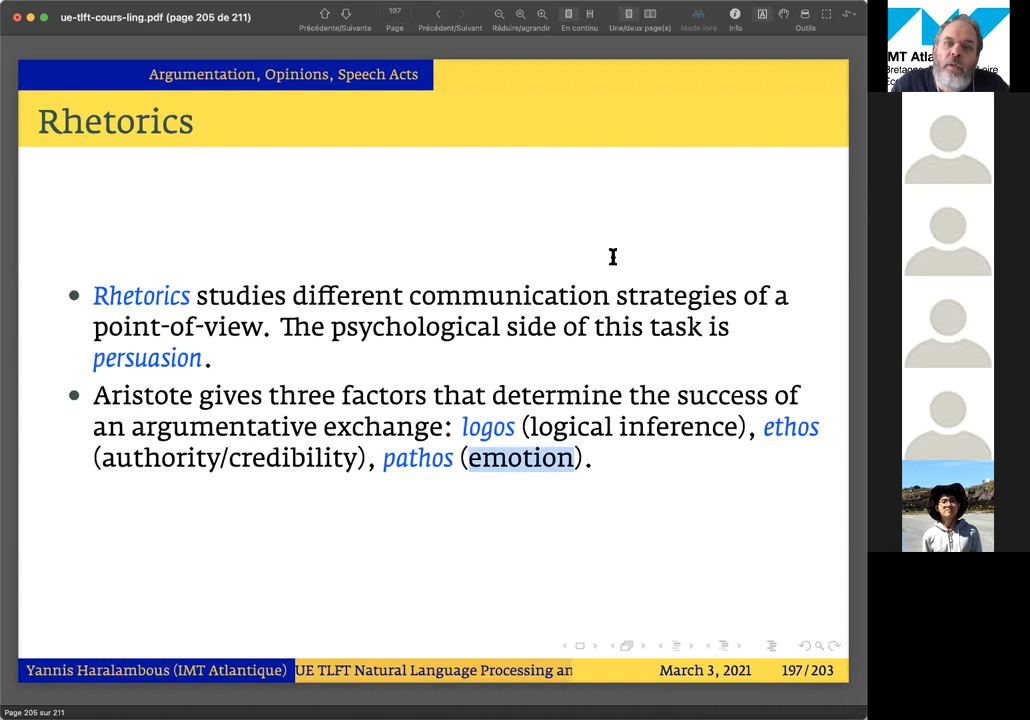 ue-tlft-cours-ling.pdf (page 205 de 211)
197
Précédente/Suivante
Page
Précédent/Suivant
Réduire/agrandir
En continu
Une/deux page(s)
Mode livre
Info
Outils
Argumentation, Opinions, Speech Acts
Rhetorics
• Rhetorics studies different communication strategies of a
point-of-view. The psychological side of this task is
persuasion.
• Aristote gives three factors that determine the success of
an argumentative exchange: logos (logical inference), ethos
(authority/credibility), pathos (emotion).
Yannis Haralambous (IMT Atlantique)
UE TLFT Natural Language Processing an
March 3, 2021
197/203
Page 205 sur 211
MT Atla